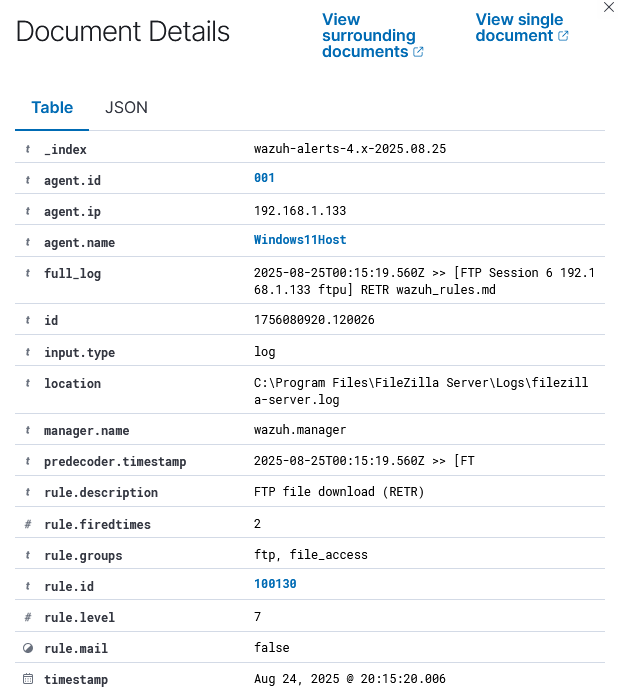 Document Details
View surrounding documents
View single document
Table JSON
t _index wazuh-alerts-4.x-2025.08.25
t agent.id 001
t agent.ip 192.168.1.133
t agent.name Windows11Host
t full_log 2025-08-25T00:15:19.560Z >> [FTP Session 6 192.1
68.1.133 ftpu] RETR wazuh_rules.md
t id 1756080920.120026
t input.type log
t location C:\Program Files\FileZilla Server\Logs\filezill
a-server.log
t manager.name wazuh.manager
t predecoder.timestamp 2025-08-25T00:15:19.560Z >> [FT
t rule.description FTP file download (RETR)
# rule.firedtimes 2
t rule.groups ftp, file_access
t rule.id 100130
# rule.level 7
rule.mail false
timestamp Aug 24, 2025 @ 20:15:20.006